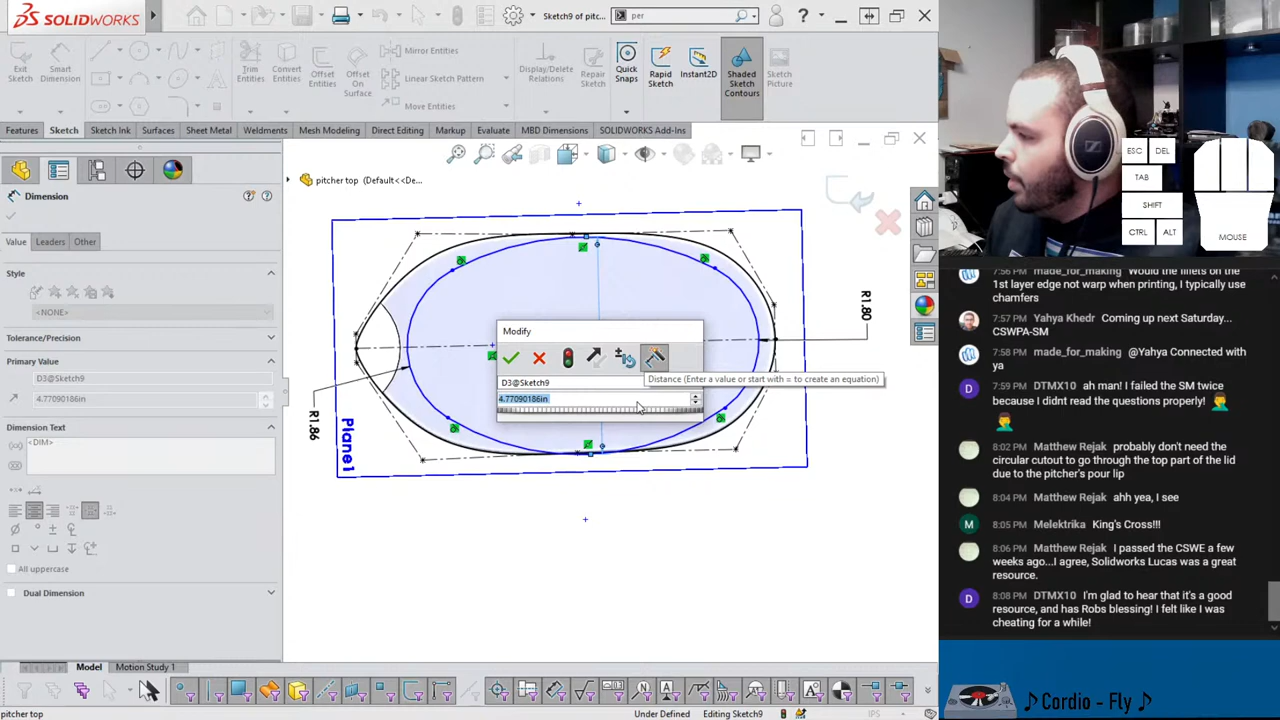 SOLIDWORKS
Sketch9 of pitc...
per
Exit Sketch
Smart Dimension
Trim Entities
Convert Entities
Offset Entities
Offset On Surface
Mirror Entities
Linear Sketch Pattern
Move Entities
Display/Delete Relations
Repair Sketch
Quick Snaps
Rapid Sketch
Instant2D
Shaded Sketch Contours
Sketch Picture
Features
Sketch
Sketch Ink
Surfaces
Sheet Metal
Weldments
Mesh Modeling
Direct Editing
Markup
Evaluate
MBD Dimensions
SOLIDWORKS Add-Ins
Dimension
Value
Leaders
Other
Style
<NONE>
Tolerance/Precision
Primary Value
D3@Sketch9
4.77090186in
Dimension Text
<DIM>
All uppercase
Dual Dimension
pitcher top (Default<<De...
R1.80
R1.86
Plane1
Modify
D3@Sketch9
4.77090186in
Distance (Enter a value or start with = to create an equation)
Model
Motion Study 1
pitcher top
Under Defined
Editing Sketch9
IPS
ESC
DEL
TAB
SHIFT
CTRL
ALT
MOUSE
7:56 PM made_for_making Would the fillets on the
1st layer edge not warp when printing, I typically use
chamfers
7:57 PM Yahya Khedr Coming up next Saturday...
CSWPA-SM
7:58 PM made_for_making @Yahya Connected with
ya
7:59 PM DTMX10 ah man! I failed the SM twice
because I didnt read the questions properly! 🤦‍♂️
🤦‍♂️
8:02 PM Matthew Rejak probably don't need the
circular cutout to go through the top part of the lid
due to the pitcher's pour lip
8:04 PM Matthew Rejak ahh yea, I see
8:05 PM Melektrika King's Cross!!!
8:06 PM Matthew Rejak I passed the CSWE a few
weeks ago...I agree, Solidworks Lucas was a great
resource.
8:08 PM DTMX10 I'm glad to hear that it's a good
resource, and has Robs blessing! I felt like I was
cheating for a while!
♪ Cordio - Fly ♪